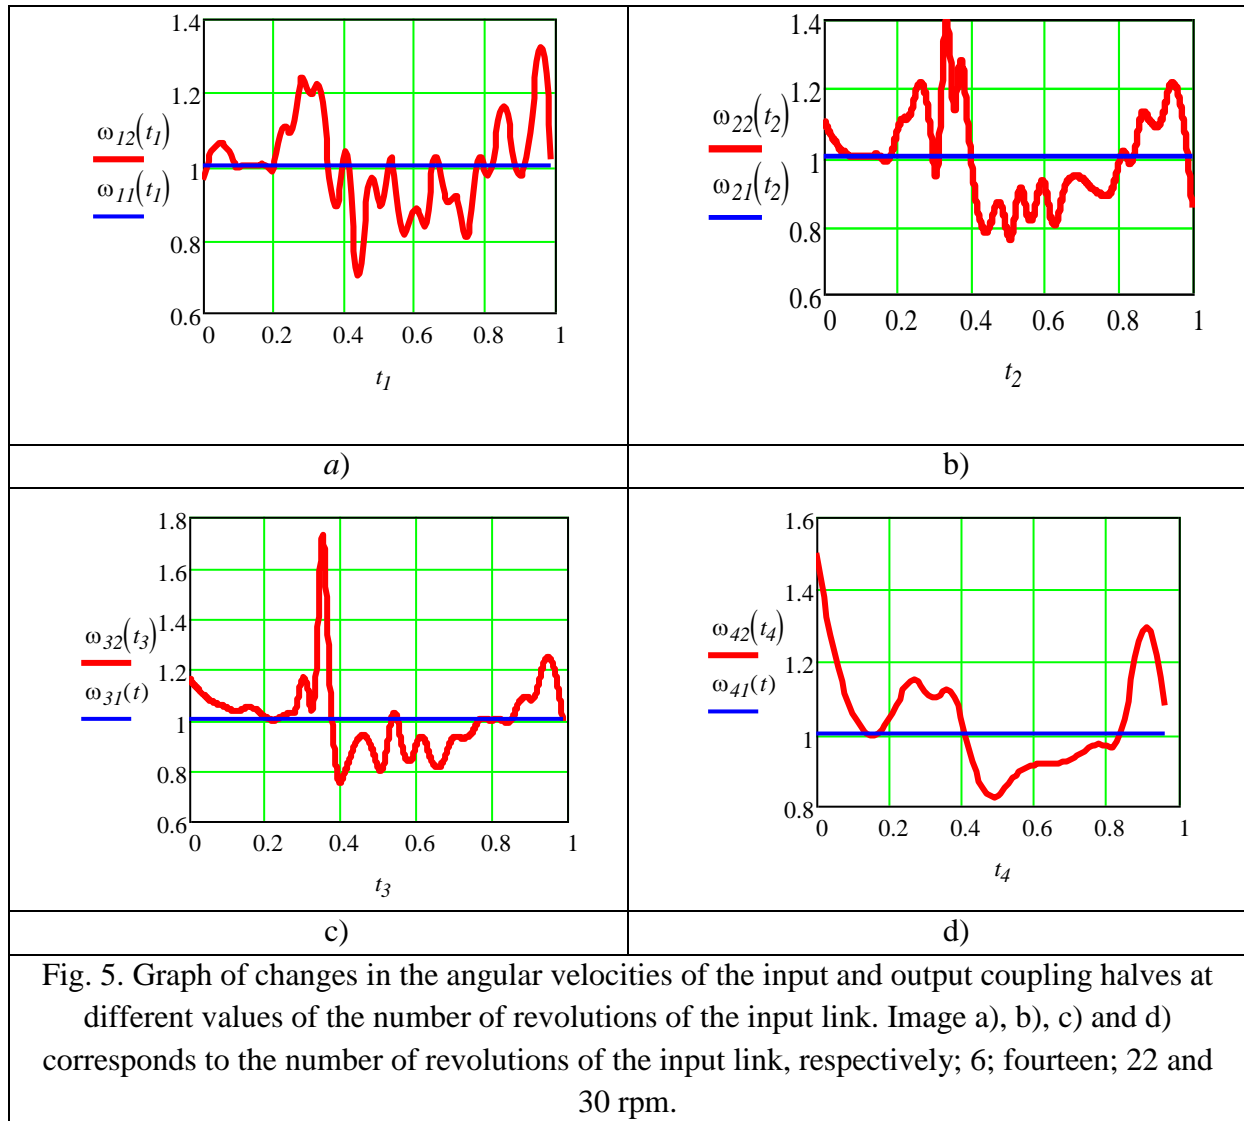 1.4
1.2
ω12(t1)
1
ω11(t1)
0.8
0.6
0 0.2 0.4 0.6 0.8 1
t1
a)
1.4
1.2
ω22(t2)
1
ω21(t2)
0.8
0.6
0 0.2 0.4 0.6 0.8 1
t2
b)
1.8
1.6
1.4
ω32(t3)
1.2
ω31(t)
1
0.8
0.6
0 0.2 0.4 0.6 0.8 1
t3
c)
1.6
1.4
ω42(t4)
1.2
ω41(t)
1
0.8
0 0.2 0.4 0.6 0.8 1
t4
d)
Fig. 5. Graph of changes in the angular velocities of the input and output coupling halves at
different values of the number of revolutions of the input link. Image a), b), c) and d)
corresponds to the number of revolutions of the input link, respectively; 6; fourteen; 22 and
30 rpm.